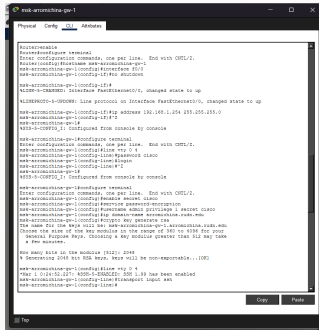 msk-arromichina-gw-1
Physical Config CLI Attributes
Router>enable
Router#configure terminal
Enter configuration commands, one per line. End with CNTL/Z.
Router(config)#hostname msk-arromichina-gw-1
msk-arromichina-gw-1(config)#interface f0/0
msk-arromichina-gw-1(config-if)#no shutdown

msk-arromichina-gw-1(config-if)#
%LINK-5-CHANGED: Interface FastEthernet0/0, changed state to up

%LINEPROTO-5-UPDOWN: Line protocol on Interface FastEthernet0/0, changed state to up

msk-arromichina-gw-1(config-if)#ip address 192.168.1.254 255.255.255.0
msk-arromichina-gw-1(config-if)#^Z
msk-arromichina-gw-1#
%SYS-5-CONFIG_I: Configured from console by console

msk-arromichina-gw-1#configure terminal
Enter configuration commands, one per line. End with CNTL/Z.
msk-arromichina-gw-1(config)#line vty 0 4
msk-arromichina-gw-1(config-line)#password cisco
msk-arromichina-gw-1(config-line)#login
msk-arromichina-gw-1(config-line)#^Z
msk-arromichina-gw-1#
%SYS-5-CONFIG_I: Configured from console by console

msk-arromichina-gw-1#configure terminal
Enter configuration commands, one per line. End with CNTL/Z.
msk-arromichina-gw-1(config)#enable secret cisco
msk-arromichina-gw-1(config)#service password-encryption
msk-arromichina-gw-1(config)#username admin privilege 1 secret cisco
msk-arromichina-gw-1(config)#ip domain-name arromichina.rudn.edu
msk-arromichina-gw-1(config)#crypto key generate rsa
The name for the keys will be: msk-arromichina-gw-1.arromichina.rudn.edu
Choose the size of the key modulus in the range of 360 to 4096 for your
General Purpose Keys. Choosing a key modulus greater than 512 may take
a few minutes.

How many bits in the modulus [512]: 2048
% Generating 2048 bit RSA keys, keys will be non-exportable...[OK]

msk-arromichina-gw-1(config)#line vty 0 4
*Mar 1 0:24:52.227: %SSH-5-ENABLED: SSH 1.99 has been enabled
msk-arromichina-gw-1(config-line)#transport input ssh
msk-arromichina-gw-1(config-line)#
Copy Paste
Top